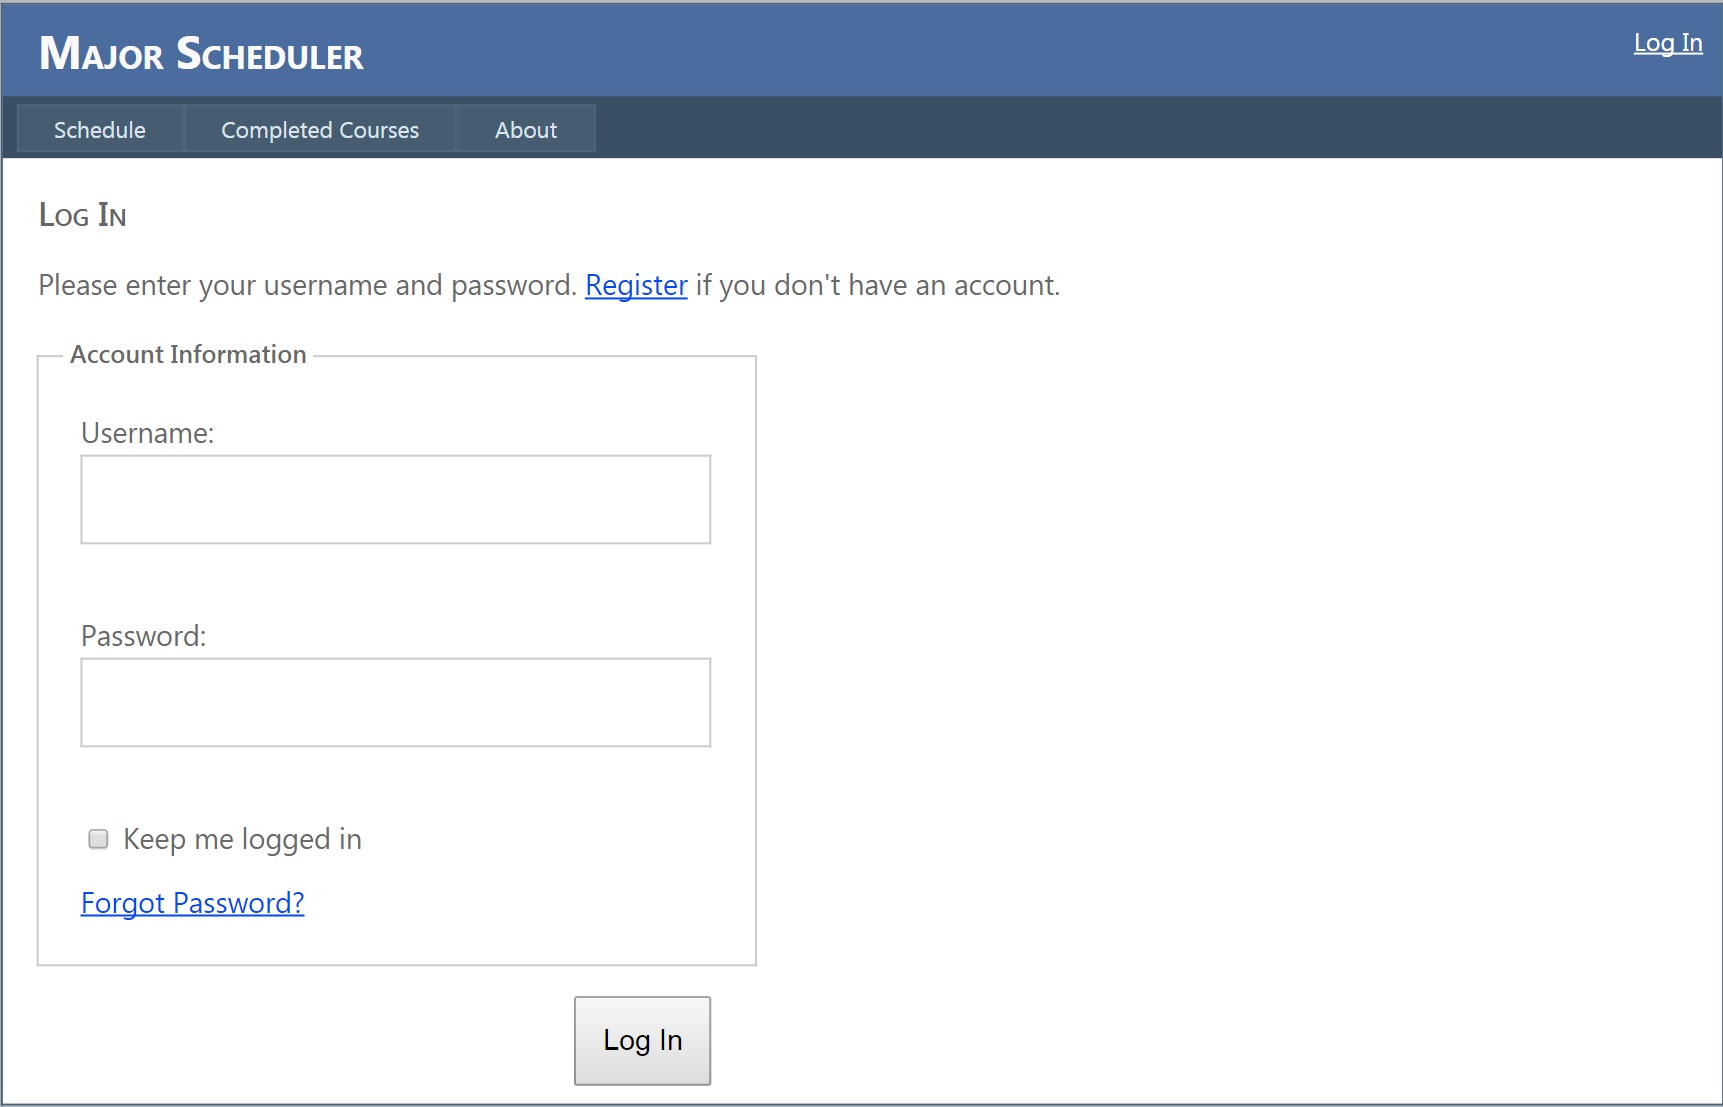 Major Scheduler
Log In
Schedule
Completed Courses
About
Log In
Please enter your username and password. Register if you don't have an account.
Account Information
Username:
Password:
Keep me logged in
Forgot Password?
Log In